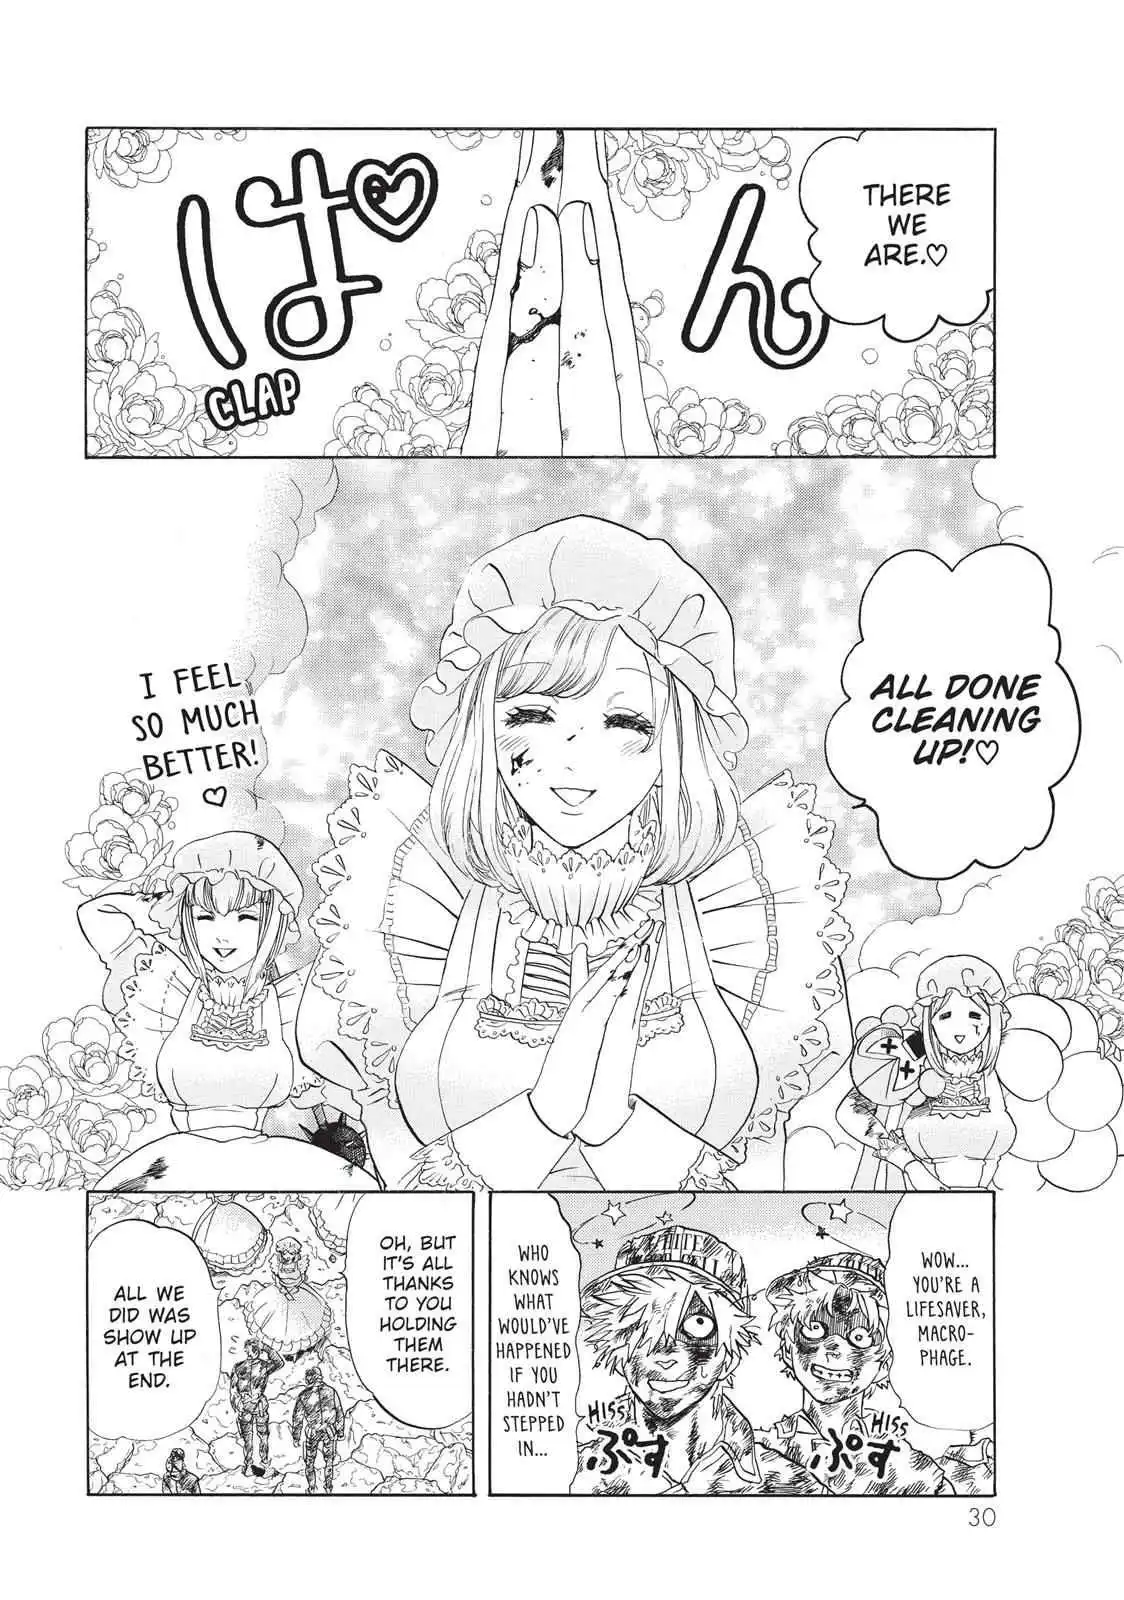 THERE
WE
ARE.♡
ぱん
CLAP
ALL DONE
CLEANING
UP!♡
I FEEL
SO MUCH
BETTER!
♡
WOW...
YOU'RE A
LIFESAVER,
MACRO-
PHAGE.
WHITE
CELL
HISS
ぷす
HISS
ぷす
WHO
KNOWS
WHAT
WOULD'VE
HAPPENED
IF YOU
HADN'T
STEPPED
IN...
OH, BUT
IT'S ALL
THANKS
TO YOU
HOLDING
THEM
THERE.
ALL WE
DID WAS
SHOW UP
AT THE
END.
30